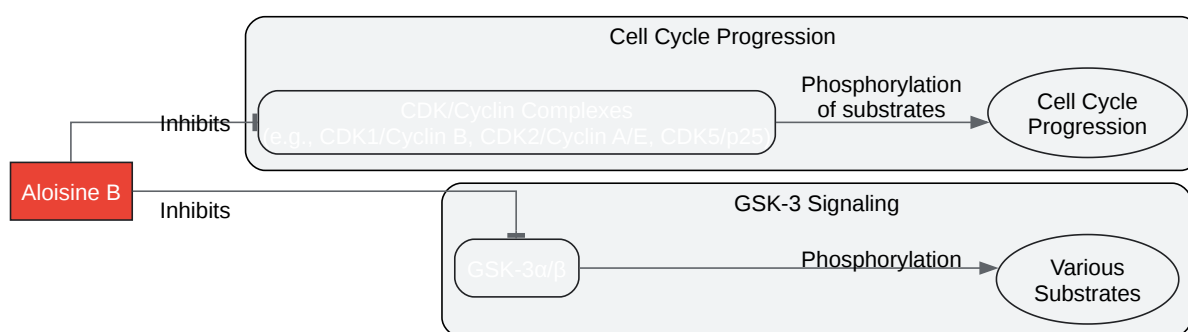 Cell Cycle Progression
CDK/Cyclin Complexes
(e.g., CDK1/Cyclin B, CDK2/Cyclin A/E, CDK5/p25)
Phosphorylation
of substrates
Cell Cycle
Progression
Inhibits
Aloisine B
Inhibits
GSK-3 Signaling
GSK-3α/β
Phosphorylation
Various
Substrates